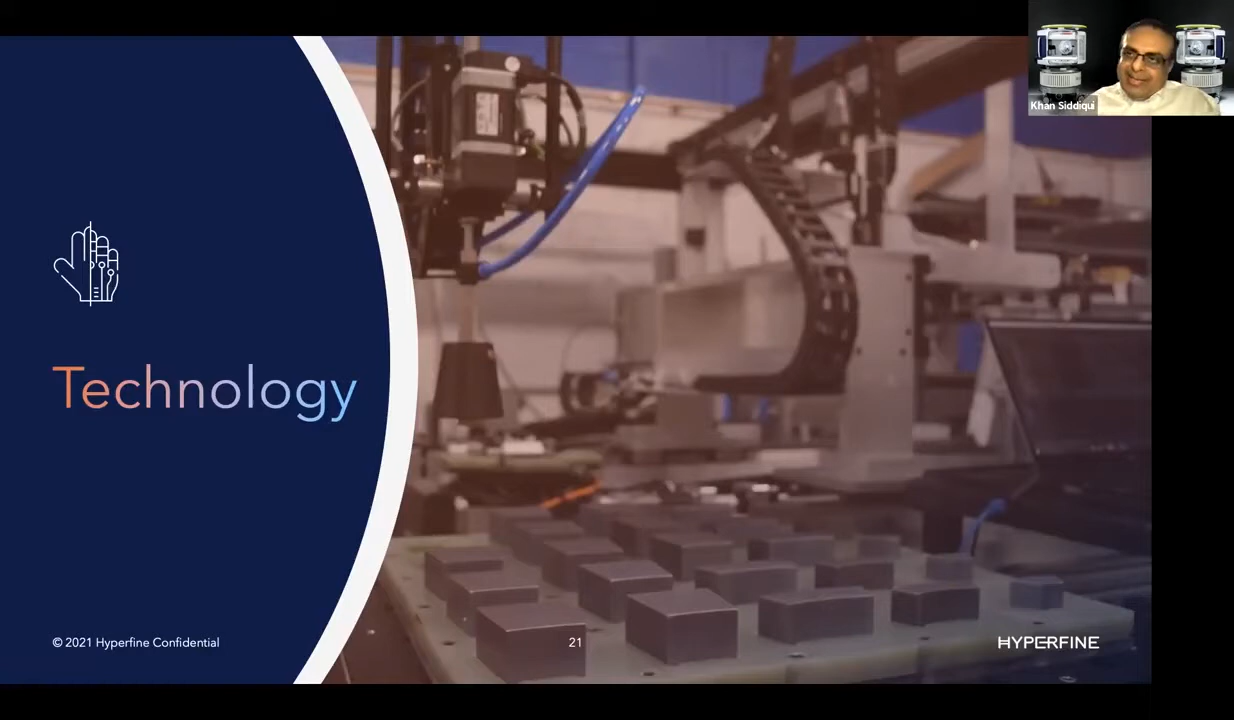 Khan Siddiqui
Technology
© 2021 Hyperfine Confidential
21
HYPERFINE